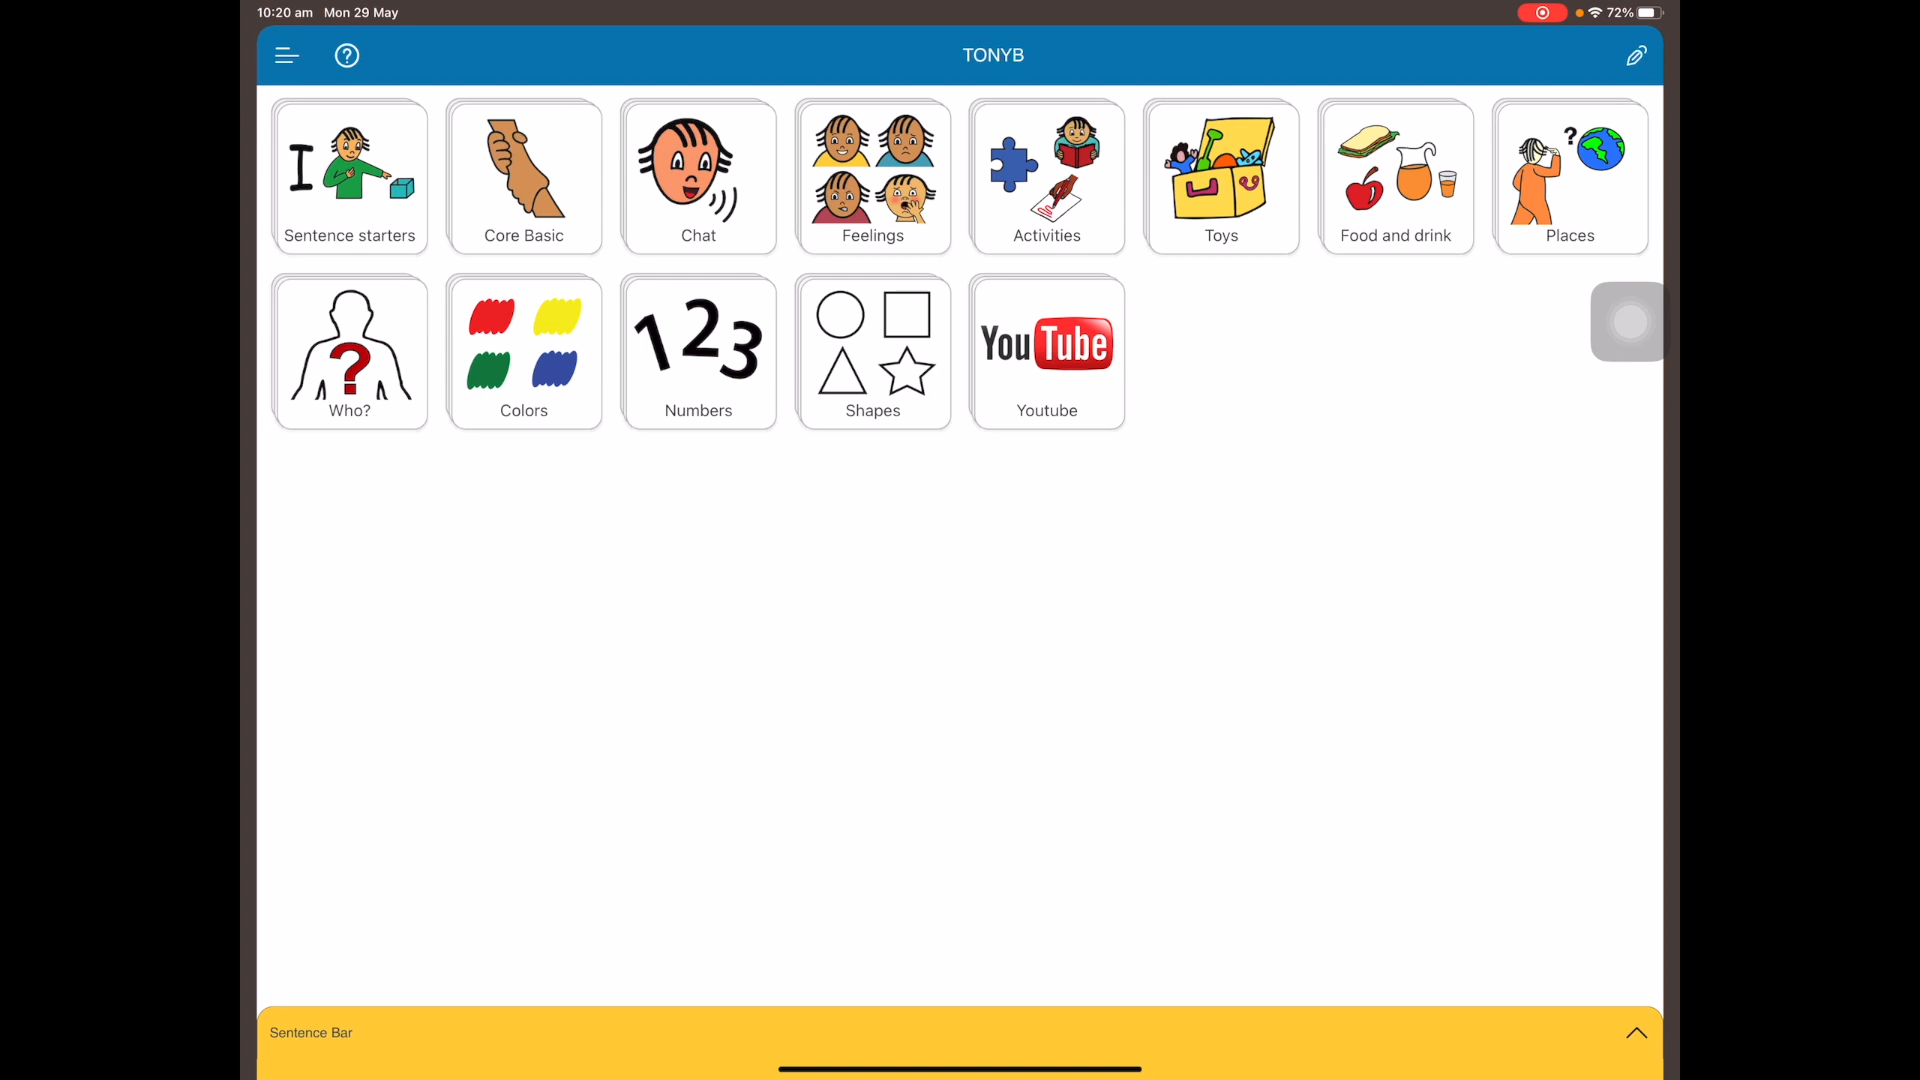 10:20 am Mon 29 May
72%
?
TONYB
I
?
Sentence starters
Core Basic
Chat
Feelings
Activities
Toys
Food and drink
Places
?
1 2 3
YouTube
Who?
Colors
Numbers
Shapes
Youtube
Sentence Bar